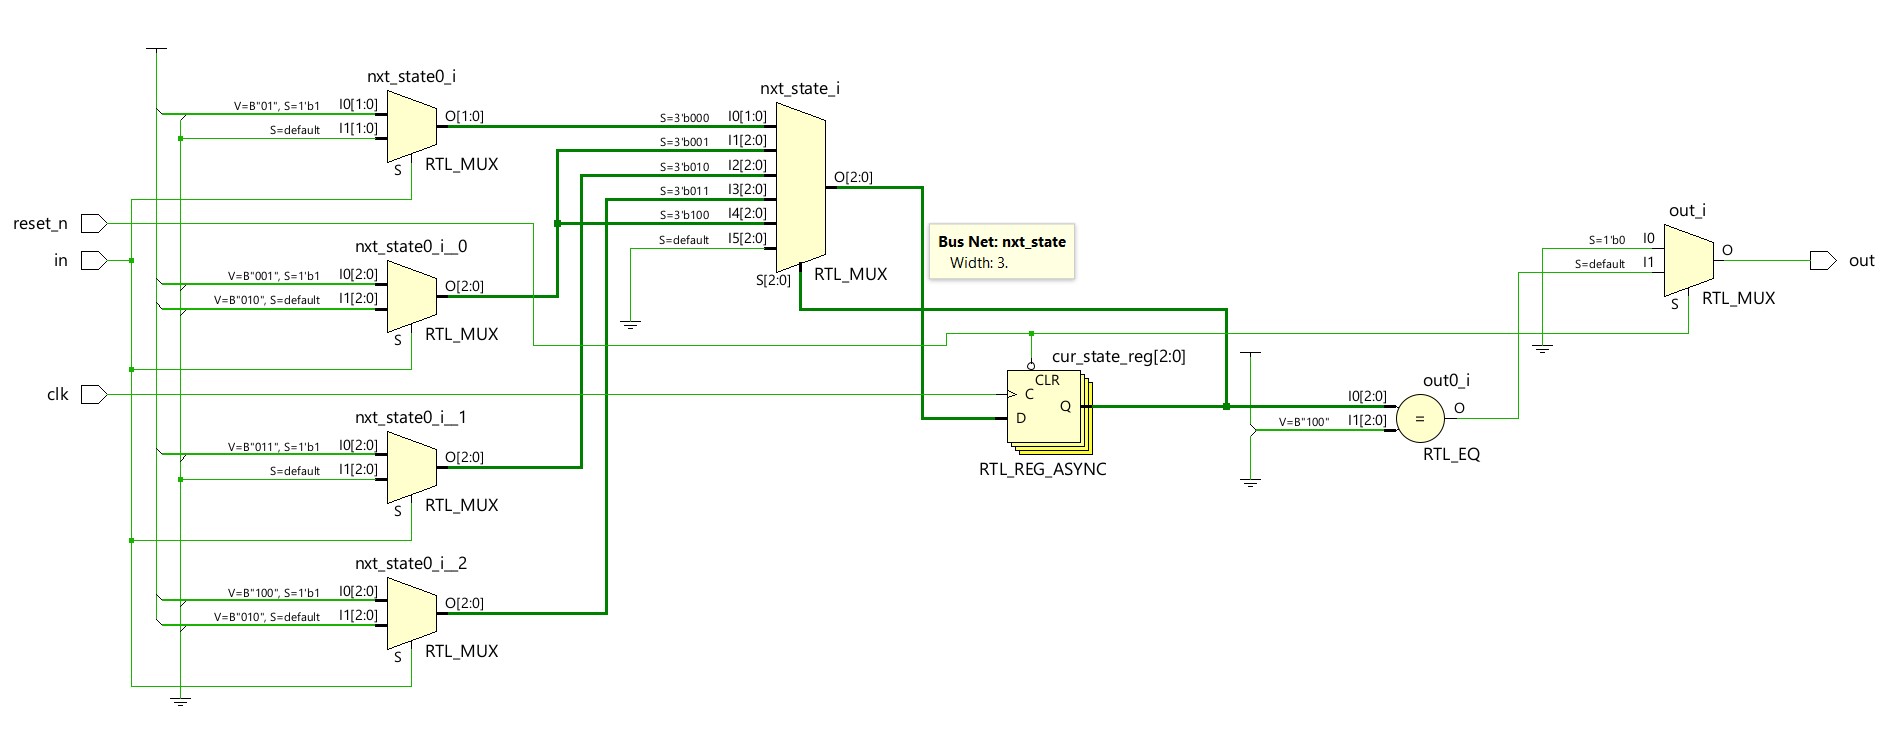 nxt_state0_i
V=B"01", S=1'b1 I0[1:0]
S=default I1[1:0]
O[1:0]
S
RTL_MUX
nxt_state_i
S=3'b000 I0[1:0]
S=3'b001 I1[2:0]
S=3'b010 I2[2:0]
S=3'b011 I3[2:0]
S=3'b100 I4[2:0]
S=default I5[2:0]
O[2:0]
S[2:0]
RTL_MUX
reset_n
in
clk
nxt_state0_i__0
V=B"001", S=1'b1 I0[2:0]
V=B"010", S=default I1[2:0]
O[2:0]
S
RTL_MUX
Bus Net: nxt_state
Width: 3.
nxt_state0_i__1
V=B"011", S=1'b1 I0[2:0]
S=default I1[2:0]
O[2:0]
S
RTL_MUX
nxt_state0_i__2
V=B"100", S=1'b1 I0[2:0]
V=B"010", S=default I1[2:0]
O[2:0]
S
RTL_MUX
cur_state_reg[2:0]
CLR
C
Q
D
RTL_REG_ASYNC
out0_i
I0[2:0]
V=B"100" I1[2:0]
=
O
RTL_EQ
out_i
S=1'b0 I0
S=default I1
O
S
RTL_MUX
out